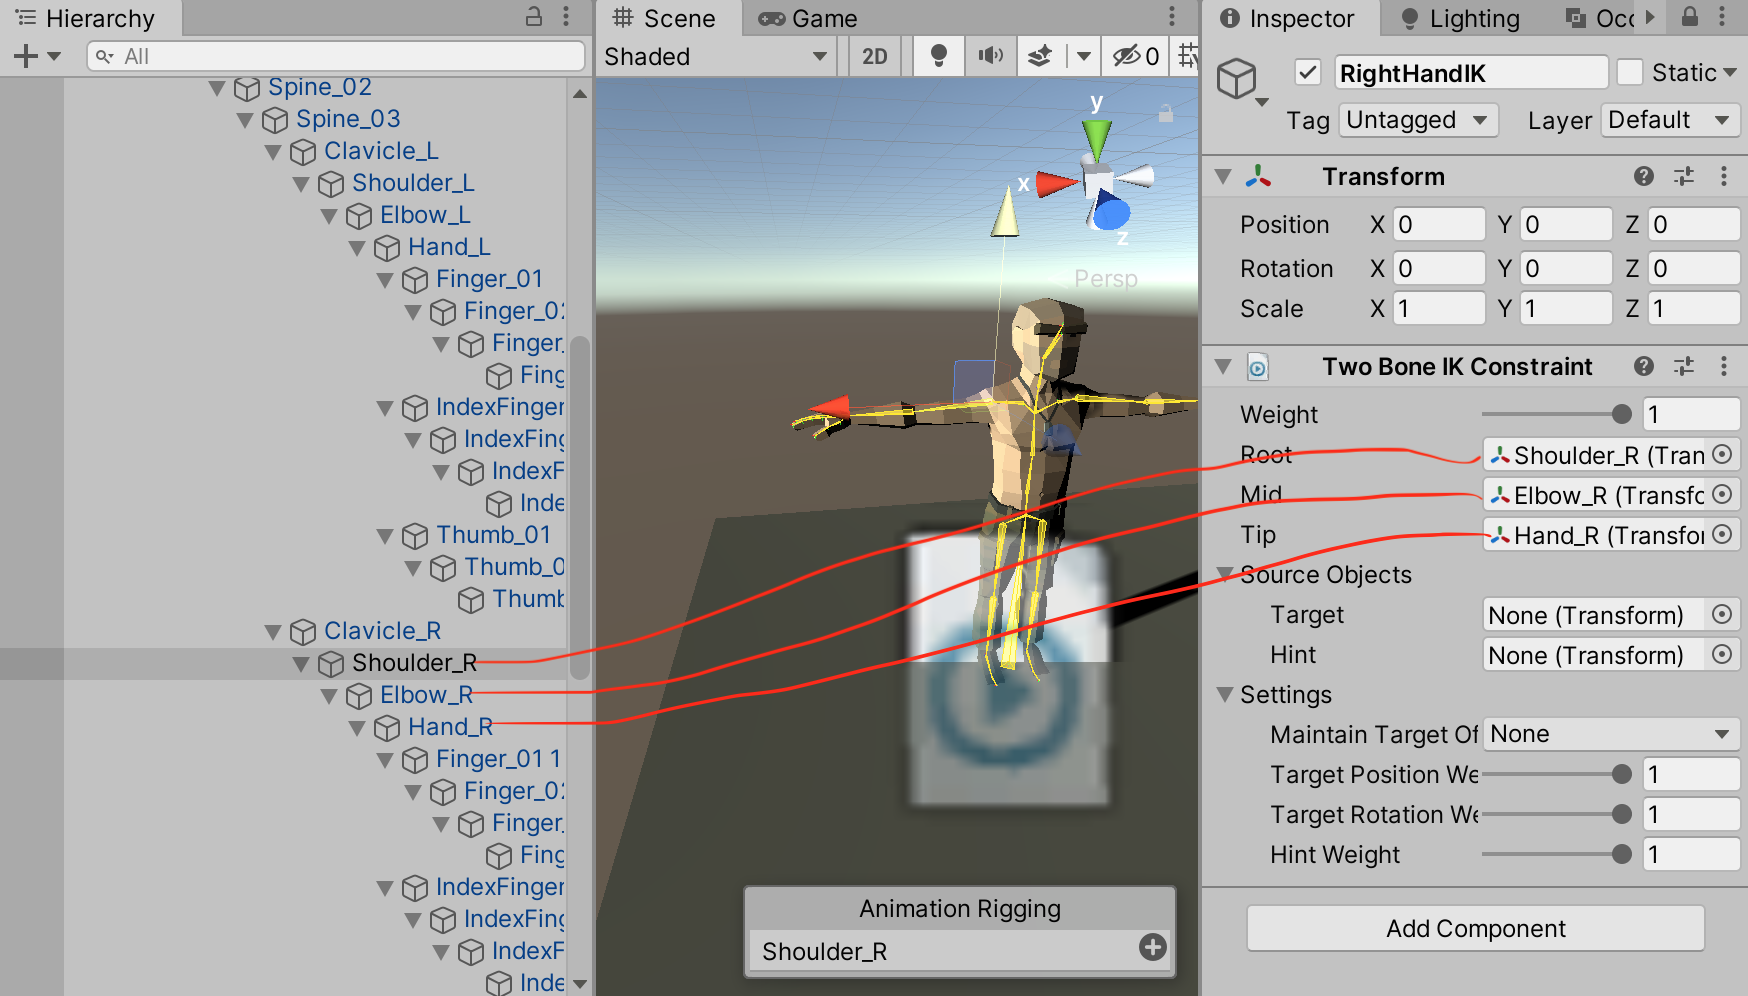 Hierarchy
All
Spine_02
Spine_03
Clavicle_L
Shoulder_L
Elbow_L
Hand_L
Finger_01
Finger_02
Finger_
Fing
IndexFinger
IndexFing
IndexF
Inde
Thumb_01
Thumb_0
Thumb
Clavicle_R
Shoulder_R
Elbow_R
Hand_R
Finger_01 1
Finger_02
Finger_
Fing
IndexFinger
IndexFing
IndexF
Inde
Scene
Game
Shaded
2D
0
y
x
z
Persp
Animation Rigging
Shoulder_R
Inspector
Lighting
Occ
RightHandIK
Static
Tag Untagged Layer Default
Transform
Position X 0 Y 0 Z 0
Rotation X 0 Y 0 Z 0
Scale X 1 Y 1 Z 1
Two Bone IK Constraint
Weight 1
Root Shoulder_R (Tran
Mid Elbow_R (Transfo
Tip Hand_R (Transfor
Source Objects
Target None (Transform)
Hint None (Transform)
Settings
Maintain Target Of None
Target Position We 1
Target Rotation We 1
Hint Weight 1
Add Component